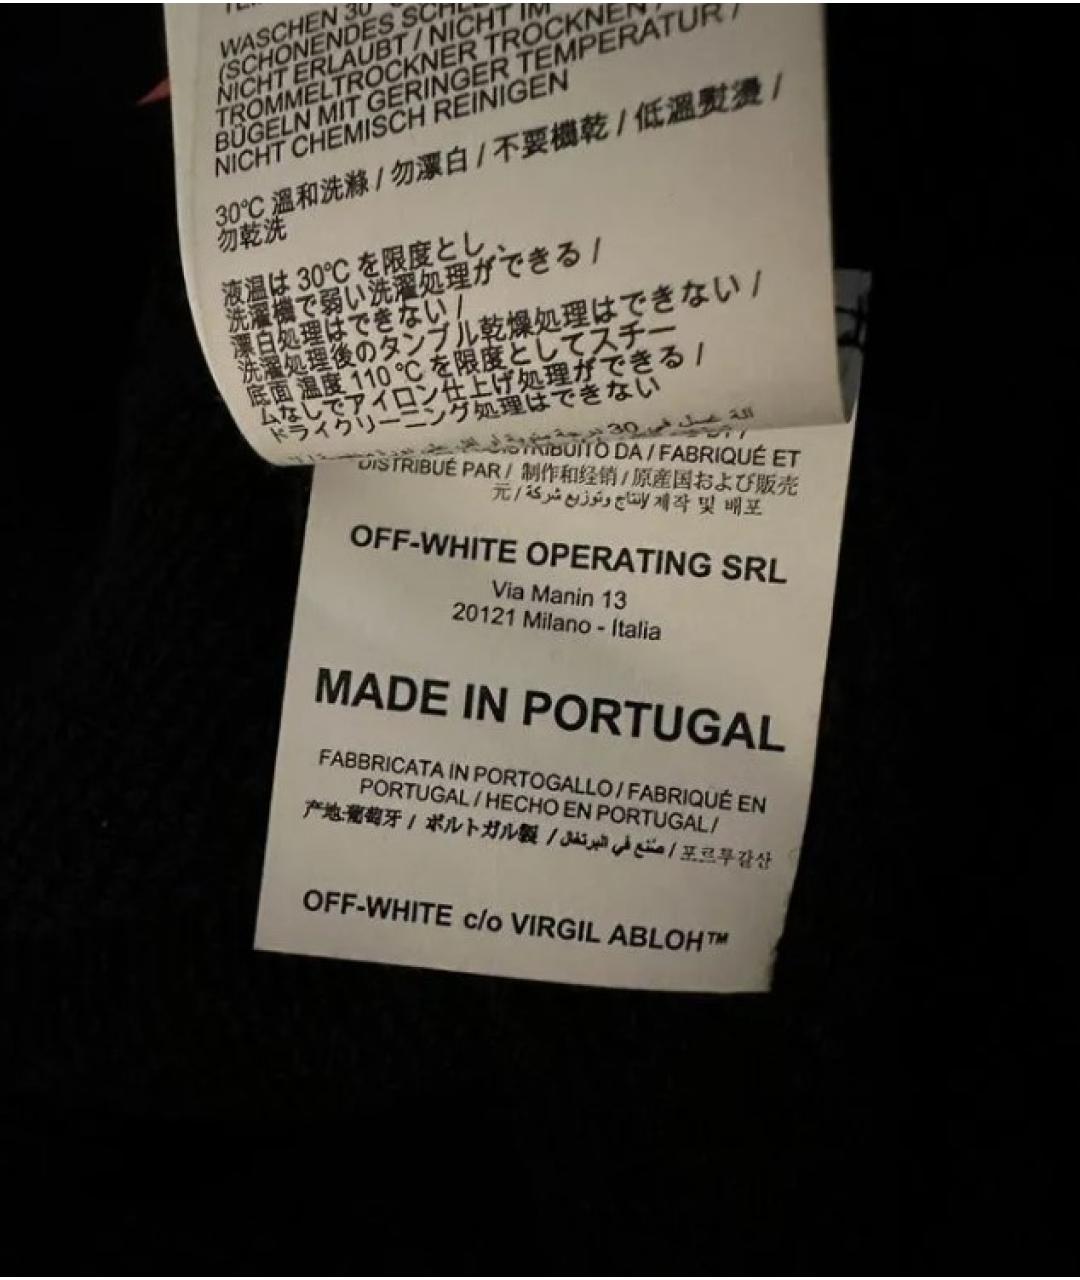 WASCHEN 30°
(SCHONENDES
NICHT ERLAUBT / NICHT IM
TROMMELTROCKNER TROCKNEN /
BÜGELN MIT GERINGER TEMPERATUR /
NICHT CHEMISCH REINIGEN
30°C 溫和洗滌 / 勿漂白 / 不要機乾 / 低溫熨燙 /
勿乾洗
液温は 30℃ を限度とし、
洗濯機で弱い洗濯処理ができる /
漂白処理はできない /
洗濯処理後のタンブル乾燥処理はできない /
底面 温度 110 ℃ を限度としてスチー
ムなしでアイロン仕上げ処理ができる /
ドライクリーニング処理はできない
DISTRIBUITO DA / FABRIQUÉ ET
DISTRIBUÉ PAR / 制作和经销 / 原産国および販売
元 / لإنتاج وتوزيع شركة / 제작 및 배포
OFF-WHITE OPERATING SRL
Via Manin 13
20121 Milano - Italia
MADE IN PORTUGAL
FABBRICATA IN PORTOGALLO / FABRIQUÉ EN
PORTUGAL / HECHO EN PORTUGAL /
产地:葡萄牙 / ポルトガル製 / صنع في البرتغال / 포르투갈산
OFF-WHITE c/o VIRGIL ABLOH™